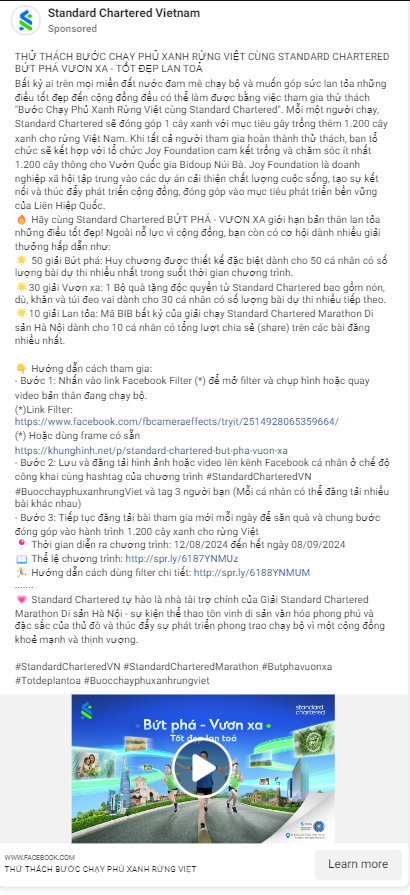 Standard Chartered Vietnam
Sponsored
THỬ THÁCH BƯỚC CHẠY PHỦ XANH RỪNG VIỆT CÙNG STANDARD CHARTERED
BỨT PHÁ VƯƠN XA - TỐT ĐẸP LAN TOẢ
Bất kỳ ai trên mọi miền đất nước đam mê chạy bộ và muốn góp sức lan tỏa những
điều tốt đẹp đến cộng đồng đều có thể làm được bằng việc tham gia thử thách
"Bước Chạy Phủ Xanh Rừng Việt cùng Standard Chartered". Mỗi một người chạy,
Standard Chartered sẽ đóng góp 1 cây xanh với mục tiêu gây trồng thêm 1.200 cây
xanh cho rừng Việt Nam. Khi tất cả người tham gia hoàn thành thử thách, ban tổ
chức sẽ kết hợp với tổ chức Joy Foundation cam kết trồng và chăm sóc ít nhất
1.200 cây thông cho Vườn Quốc gia Bidoup Núi Bà. Joy Foundation là doanh
nghiệp xã hội tập trung vào các dự án cải thiện chất lượng cuộc sống, tạo sự kết
nối và thúc đẩy phát triển cộng đồng, đóng góp vào mục tiêu phát triển bền vững
của Liên Hiệp Quốc.
🔥 Hãy cùng Standard Chartered BỨT PHÁ - VƯƠN XA giới hạn bản thân lan tỏa
những điều tốt đẹp! Ngoài nỗ lực vì cộng đồng, bạn còn có cơ hội dành nhiều giải
thưởng hấp dẫn như:
🌟 50 giải Bứt phá: Huy chương được thiết kế đặc biệt dành cho 50 cá nhân có số
lượng bài dự thi nhiều nhất trong suốt thời gian chương trình.
🌟30 giải Vươn xa: 1 Bộ quà tặng độc quyền từ Standard Chartered bao gồm nón,
dù, khăn và túi đeo vai dành cho 30 cá nhân có số lượng bài dự thi nhiều tiếp theo.
🌟10 giải Lan tỏa: Mã BIB bất kỳ của giải chạy Standard Chartered Marathon Di
sản Hà Nội dành cho 10 cá nhân có tổng lượt chia sẻ (share) trên các bài đăng
nhiều nhất.
👇 Hướng dẫn cách tham gia:
- Bước 1: Nhấn vào link Facebook Filter (*) để mở filter và chụp hình hoặc quay
video bản thân đang chạy bộ.
(*)Link Filter:
https://www.facebook.com/fbcameraeffects/tryit/2514928065359664/
(*) Hoặc dùng frame có sẵn
https://khunghinh.net/p/standard-chartered-but-pha-vuon-xa
- Bước 2: Lưu và đăng tải hình ảnh hoặc video lên kênh Facebook cá nhân ở chế độ
công khai cùng hashtag của chương trình #StandardCharteredVN
#BuocchayphuxanhrungViet và tag 3 người bạn (Mỗi cá nhân có thể đăng tải nhiều
bài khác nhau)
- Bước 3: Tiếp tục đăng tải bài tham gia mới mỗi ngày để săn quà và chung bước
đóng góp vào hành trình 1.200 cây xanh cho rừng Việt
🎈 Thời gian diễn ra chương trình: 12/08/2024 đến hết ngày 08/09/2024
📖 Thể lệ chương trình: http://spr.ly/6187YNMUz
🏃 Hướng dẫn cách dùng filter chi tiết: http://spr.ly/6188YNMUM
.......
💗 Standard Chartered tự hào là nhà tài trợ chính của Giải Standard Chartered
Marathon Di sản Hà Nội - sự kiện thể thao tôn vinh di sản văn hóa phong phú và
đặc sắc của thủ đô và thúc đẩy sự phát triển phong trào chạy bộ vì một cộng đồng
khoẻ mạnh và thịnh vượng.
#StandardCharteredVN #StandardCharteredMarathon #Butphavuonxa
#Totdeplantoa #Buocchayphuxanhrungviet
standard
chartered
Bứt phá - Vươn xa
Tốt đẹp lan toả
WWW.FACEBOOK.COM
THỬ THÁCH BƯỚC CHẠY PHỦ XANH RỪNG VIỆT
Learn more